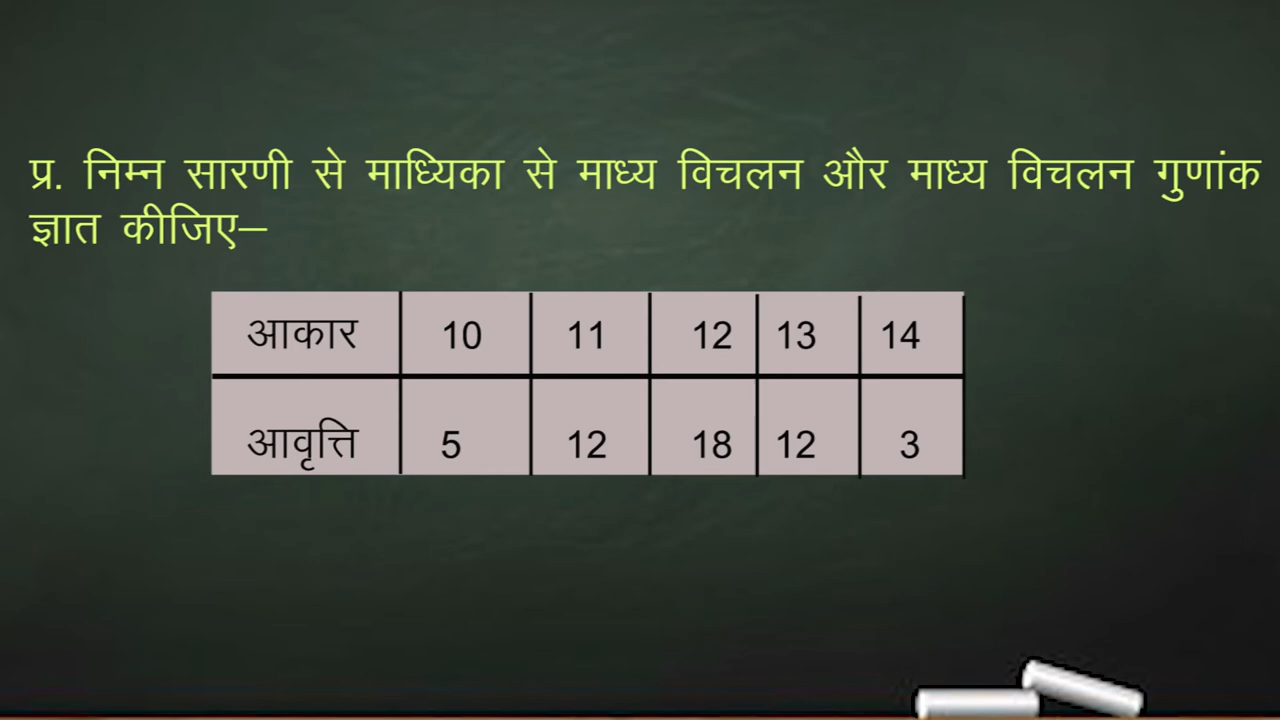 प्र. निम्न सारणी से माध्यिका से माध्य विचलन और माध्य विचलन गुणांक
ज्ञात कीजिए–
आकार 10 11 12 13 14
आवृत्ति 5 12 18 12 3